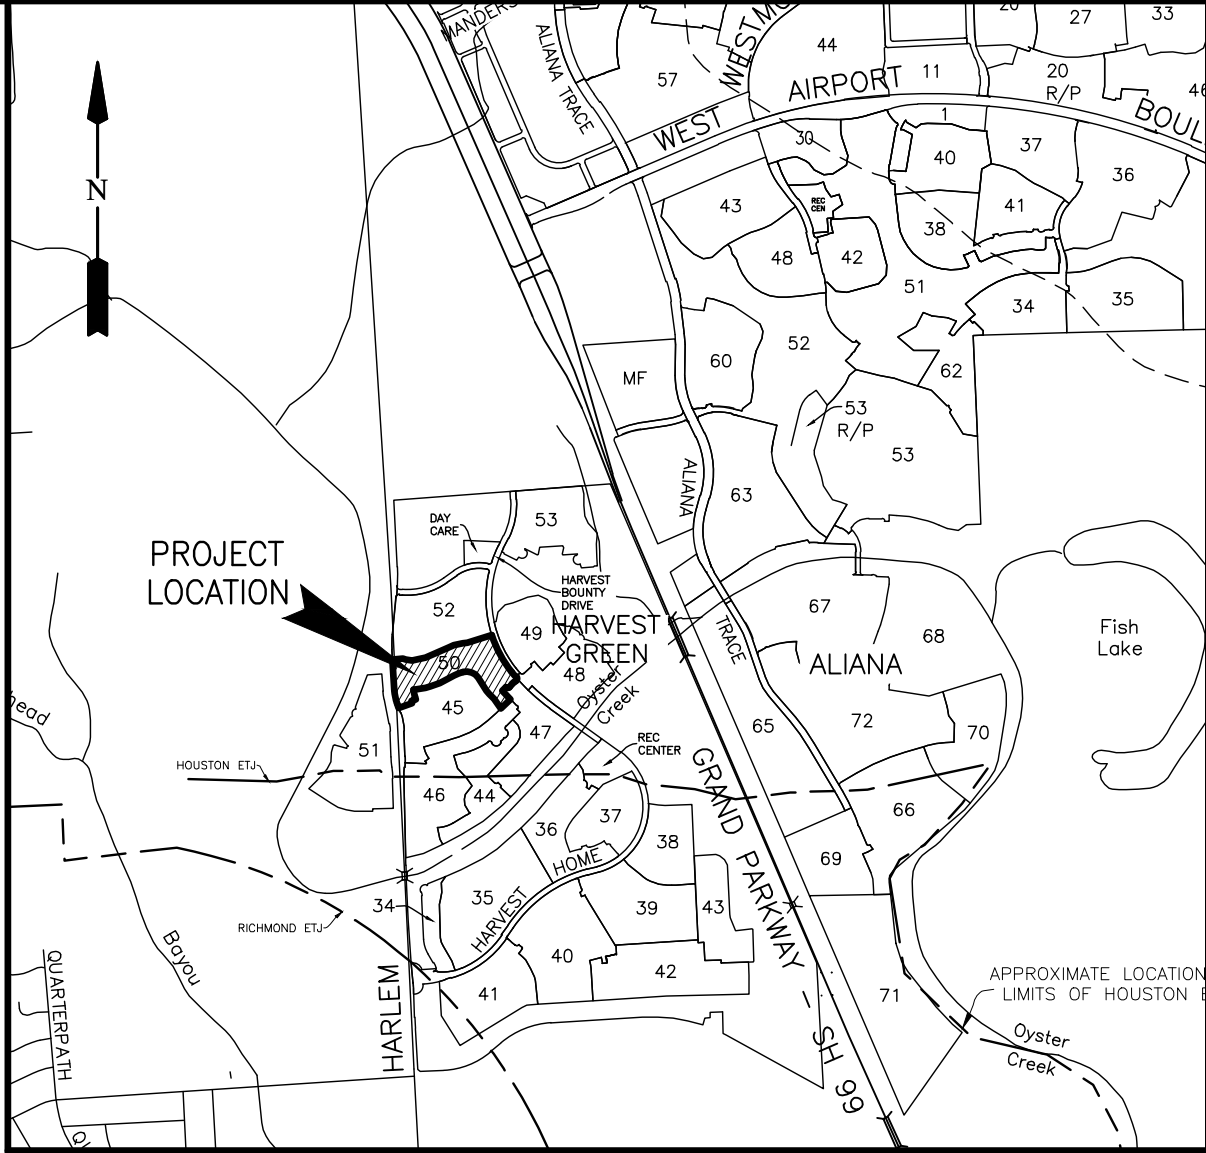 MANDERS
ALIANA TRACE
57
WESTMO
44
20
27
33
11
20
R/P
46
WEST
AIRPORT
BOUL
1
30
40
37
36
43
REC
CEN
38
41
48
42
51
34
35
N
52
60
MF
62
53
R/P
53
ALIANA
63
DAY
CARE
53
PROJECT
LOCATION
HARVEST
BOUNTY
DRIVE
52
49
HARVEST
GREEN
TRACE
67
68
Fish
Lake
ALIANA
50
48
Oyster
Creek
45
47
head
51
REC
CENTER
65
72
70
HOUSTON ETJ
GRAND PARKWAY - SH 99
46
44
37
36
38
66
HOME
69
35
34
HARVEST
39
43
RICHMOND ETJ
Bayou
40
42
41
71
QUARTERPATH
HARLEM
APPROXIMATE LOCATION
LIMITS OF HOUSTON E
Oyster
Creek